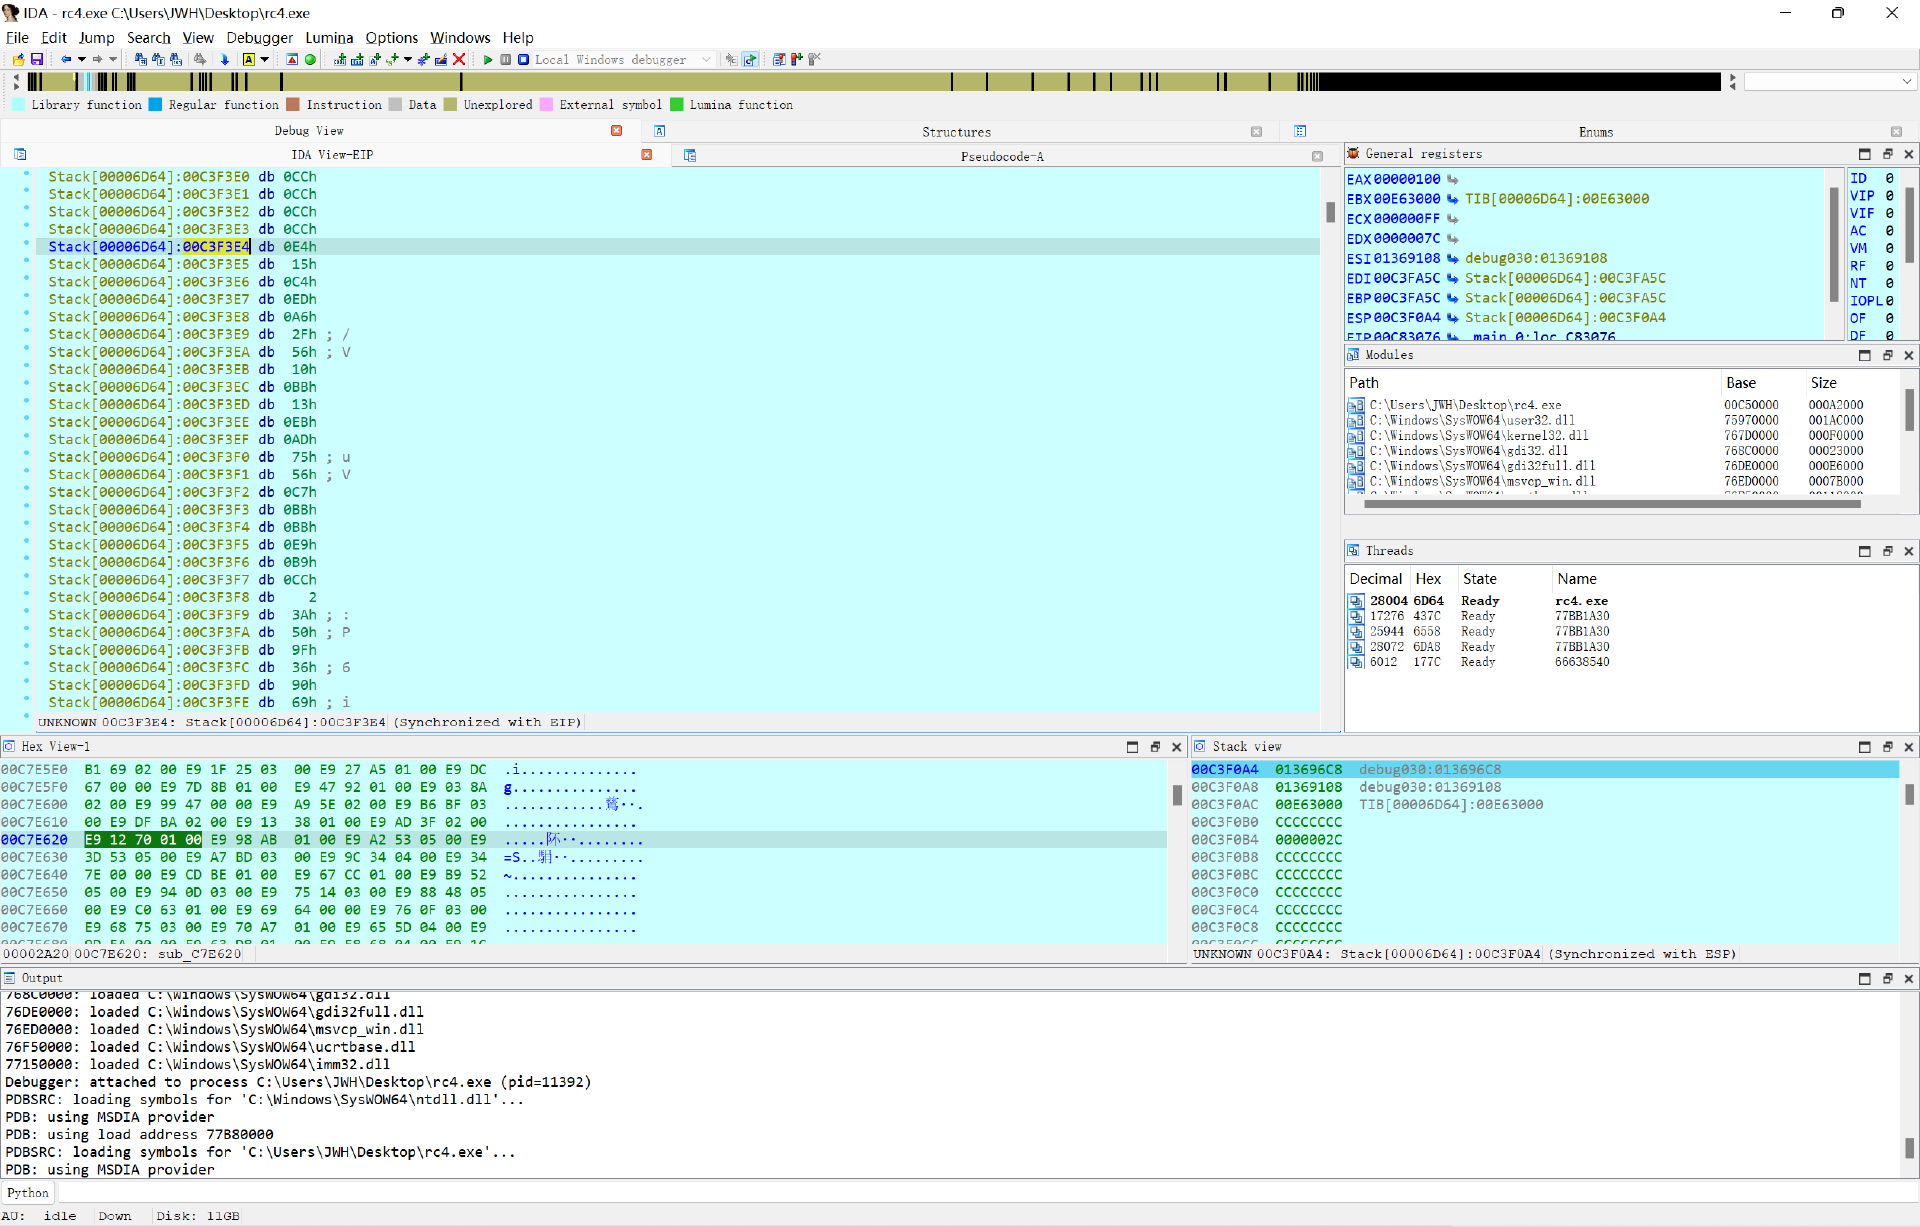 IDA - rc4.exe C:\Users\JWH\Desktop\rc4.exe
File Edit Jump Search View Debugger Lumina Options Windows Help
Local Windows debugger
Library function Regular function Instruction Data Unexplored External symbol Lumina function
Debug View Structures Enums
IDA View-EIP Pseudocode-A
Stack[00006D64]:00C3F3E0 db 0CCh
Stack[00006D64]:00C3F3E1 db 0CCh
Stack[00006D64]:00C3F3E2 db 0CCh
Stack[00006D64]:00C3F3E3 db 0CCh
Stack[00006D64]:00C3F3E4 db 0E4h
Stack[00006D64]:00C3F3E5 db 15h
Stack[00006D64]:00C3F3E6 db 0C4h
Stack[00006D64]:00C3F3E7 db 0EDh
Stack[00006D64]:00C3F3E8 db 0A6h
Stack[00006D64]:00C3F3E9 db 2Fh ; /
Stack[00006D64]:00C3F3EA db 56h ; V
Stack[00006D64]:00C3F3EB db 10h
Stack[00006D64]:00C3F3EC db 0BBh
Stack[00006D64]:00C3F3ED db 13h
Stack[00006D64]:00C3F3EE db 0EBh
Stack[00006D64]:00C3F3EF db 0ADh
Stack[00006D64]:00C3F3F0 db 75h ; u
Stack[00006D64]:00C3F3F1 db 56h ; V
Stack[00006D64]:00C3F3F2 db 0C7h
Stack[00006D64]:00C3F3F3 db 0BBh
Stack[00006D64]:00C3F3F4 db 0BBh
Stack[00006D64]:00C3F3F5 db 0E9h
Stack[00006D64]:00C3F3F6 db 0B9h
Stack[00006D64]:00C3F3F7 db 0CCh
Stack[00006D64]:00C3F3F8 db 2
Stack[00006D64]:00C3F3F9 db 3Ah ; :
Stack[00006D64]:00C3F3FA db 50h ; P
Stack[00006D64]:00C3F3FB db 9Fh
Stack[00006D64]:00C3F3FC db 36h ; 6
Stack[00006D64]:00C3F3FD db 90h
Stack[00006D64]:00C3F3FE db 69h ; i
UNKNOWN 00C3F3E4: Stack[00006D64]:00C3F3E4 (Synchronized with EIP)
General registers
EAX 00000100
EBX 00E63000 TIB[00006D64]:00E63000
ECX 000000FF
EDX 0000007C
ESI 01369108 debug030:01369108
EDI 00C3FA5C Stack[00006D64]:00C3FA5C
EBP 00C3FA5C Stack[00006D64]:00C3FA5C
ESP 00C3F0A4 Stack[00006D64]:00C3F0A4
EIP 00C83076 _main_0:loc_C83076
ID 0
VIP 0
VIF 0
AC 0
VM 0
RF 0
NT 0
IOPL 0
OF 0
DF 0
Modules
Path Base Size
C:\Users\JWH\Desktop\rc4.exe 00C50000 000A2000
C:\Windows\SysWOW64\user32.dll 75970000 001AC000
C:\Windows\SysWOW64\kernel32.dll 767D0000 000F0000
C:\Windows\SysWOW64\gdi32.dll 768C0000 00023000
C:\Windows\SysWOW64\gdi32full.dll 76DE0000 000E6000
C:\Windows\SysWOW64\msvcp_win.dll 76ED0000 0007B000
Threads
Decimal Hex State Name
28004 6D64 Ready rc4.exe
17276 437C Ready 77BB1A30
25944 6558 Ready 77BB1A30
28072 6DA8 Ready 77BB1A30
6012 177C Ready 66638540
Hex View-1
00C7E5E0 B1 69 02 00 E9 1F 25 03 00 E9 27 A5 01 00 E9 DC .i..............
00C7E5F0 67 00 00 E9 7D 8B 01 00 E9 47 92 01 00 E9 03 8A g...............
00C7E600 02 00 E9 99 47 00 00 E9 A9 5E 02 00 E9 B6 BF 03
00C7E610 00 E9 DF BA 02 00 E9 13 38 01 00 E9 AD 3F 02 00 ................
00C7E620 E9 12 70 01 00 E9 98 AB 01 00 E9 A2 53 05 00 E9
00C7E630 3D 53 05 00 E9 A7 BD 03 00 E9 9C 34 04 00 E9 34 =S..
00C7E640 7E 00 00 E9 CD BE 01 00 E9 67 CC 01 00 E9 B9 52 ~...............
00C7E650 05 00 E9 94 0D 03 00 E9 75 14 03 00 E9 88 48 05 ................
00C7E660 00 E9 C0 63 01 00 E9 69 64 00 00 E9 76 0F 03 00 ................
00C7E670 E9 68 75 03 00 E9 70 A7 01 00 E9 65 5D 04 00 E9 ................
00002A20 00C7E620: sub_C7E620
Stack view
00C3F0A4 013696C8 debug030:013696C8
00C3F0A8 01369108 debug030:01369108
00C3F0AC 00E63000 TIB[00006D64]:00E63000
00C3F0B0 CCCCCCCC
00C3F0B4 0000002C
00C3F0B8 CCCCCCCC
00C3F0BC CCCCCCCC
00C3F0C0 CCCCCCCC
00C3F0C4 CCCCCCCC
00C3F0C8 CCCCCCCC
UNKNOWN 00C3F0A4: Stack[00006D64]:00C3F0A4 (Synchronized with ESP)
Output
768C0000: loaded C:\Windows\SysWOW64\gdi32.dll
76DE0000: loaded C:\Windows\SysWOW64\gdi32full.dll
76ED0000: loaded C:\Windows\SysWOW64\msvcp_win.dll
76F50000: loaded C:\Windows\SysWOW64\ucrtbase.dll
77150000: loaded C:\Windows\SysWOW64\imm32.dll
Debugger: attached to process C:\Users\JWH\Desktop\rc4.exe (pid=11392)
PDBSRC: loading symbols for 'C:\Windows\SysWOW64\ntdll.dll'...
PDB: using MSDIA provider
PDB: using load address 77B80000
PDBSRC: loading symbols for 'C:\Users\JWH\Desktop\rc4.exe'...
PDB: using MSDIA provider
Python
AU: idle Down Disk: 11GB